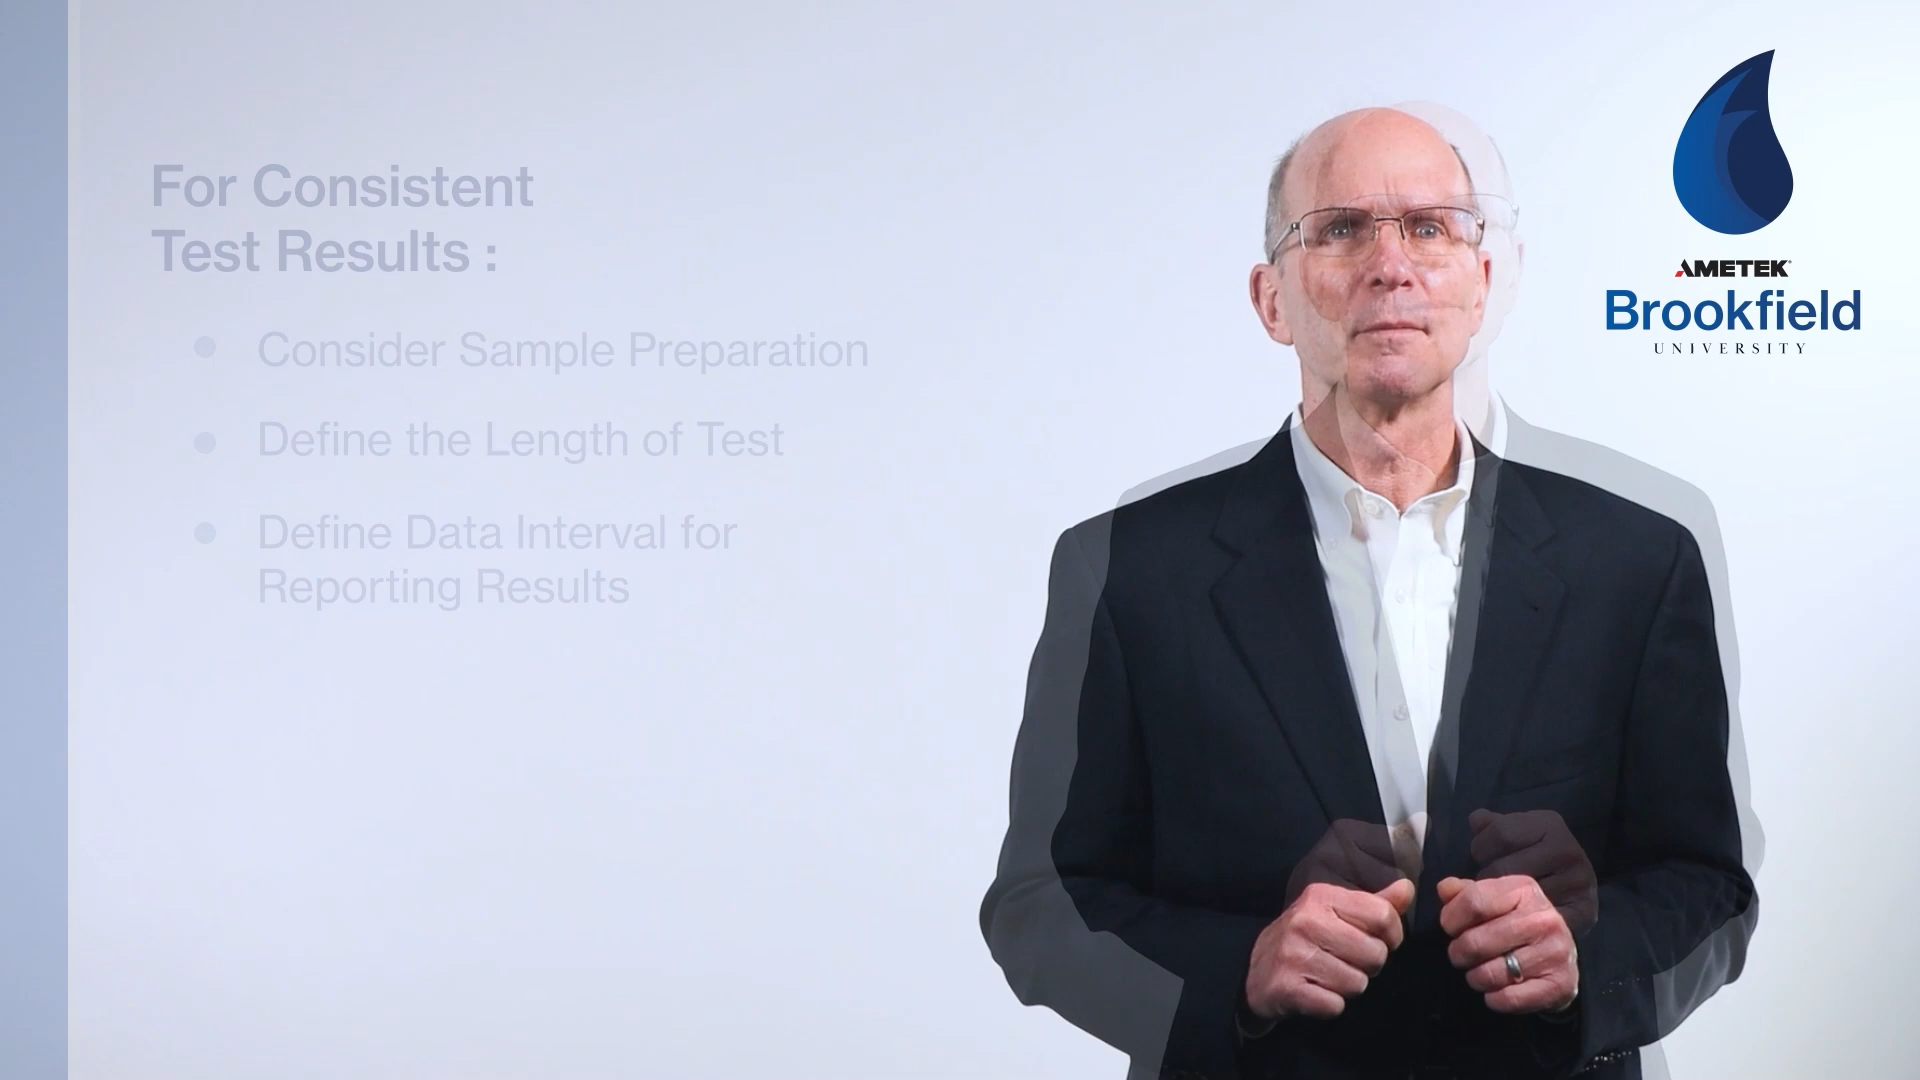 For Consistent
Test Results :
Consider Sample Preparation
Define the Length of Test
Define Data Interval for
Reporting Results
AMETEK
Brookfield
UNIVERSITY